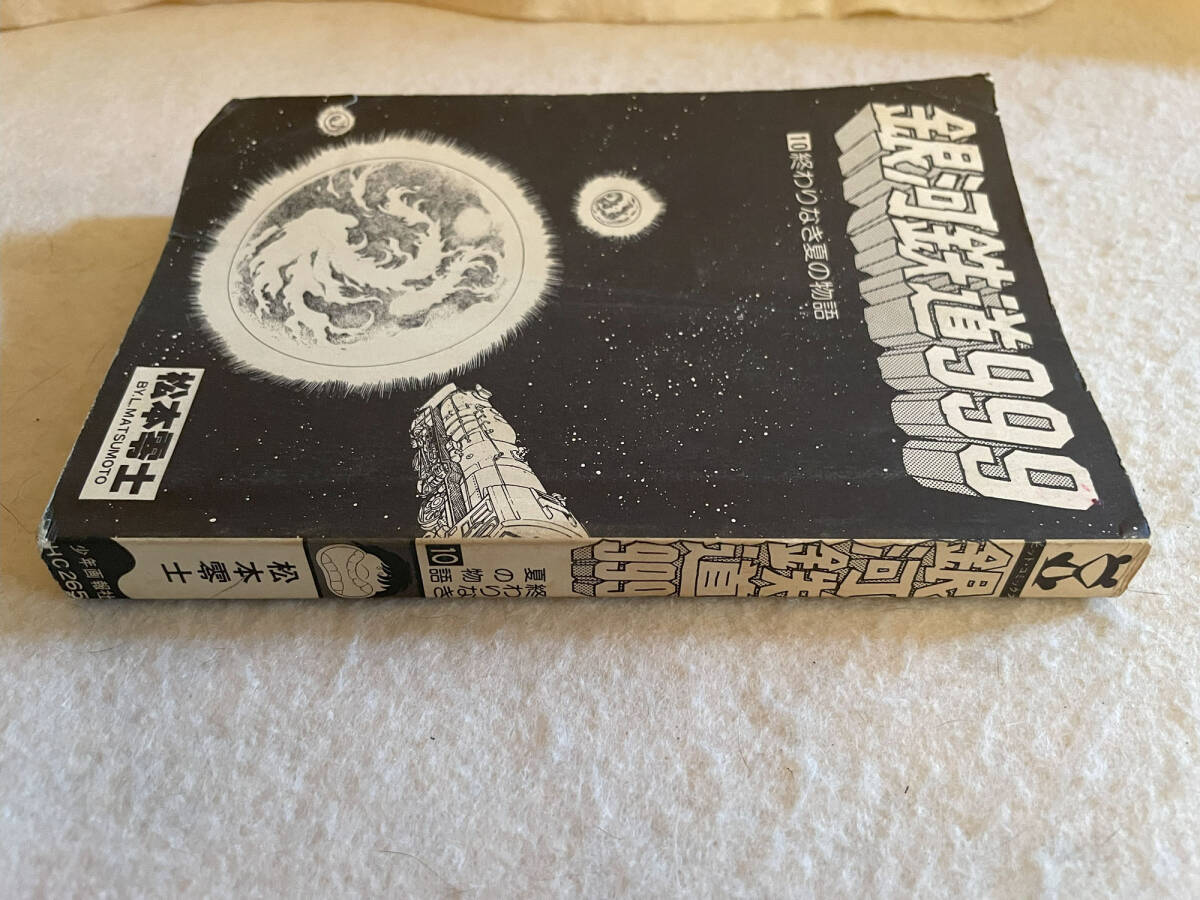 銀河鉄道999
10 終わりなき夏の物語
松本零士
BY.L.MATSUMOTO
銀河鉄道999
10 終わりなき
夏の物語
松本零士
少年画報社